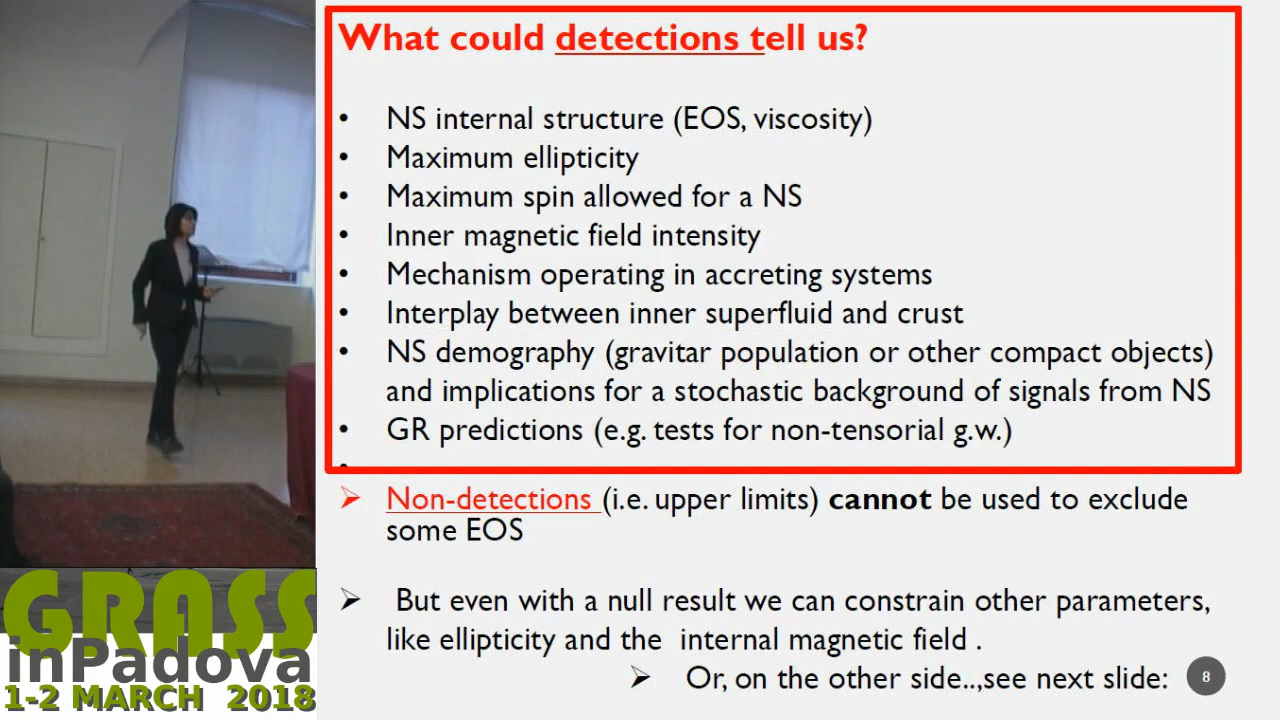 What could detections tell us?
• NS internal structure (EOS, viscosity)
• Maximum ellipticity
• Maximum spin allowed for a NS
• Inner magnetic field intensity
• Mechanism operating in accreting systems
• Interplay between inner superfluid and crust
• NS demography (gravitar population or other compact objects)
and implications for a stochastic background of signals from NS
• GR predictions (e.g. tests for non-tensorial g.w.)
•
➢ Non-detections (i.e. upper limits) cannot be used to exclude
some EOS
➢ But even with a null result we can constrain other parameters,
like ellipticity and the internal magnetic field .
➢ Or, on the other side..,see next slide:
8
GRASS
inPadova
1-2 MARCH 2018